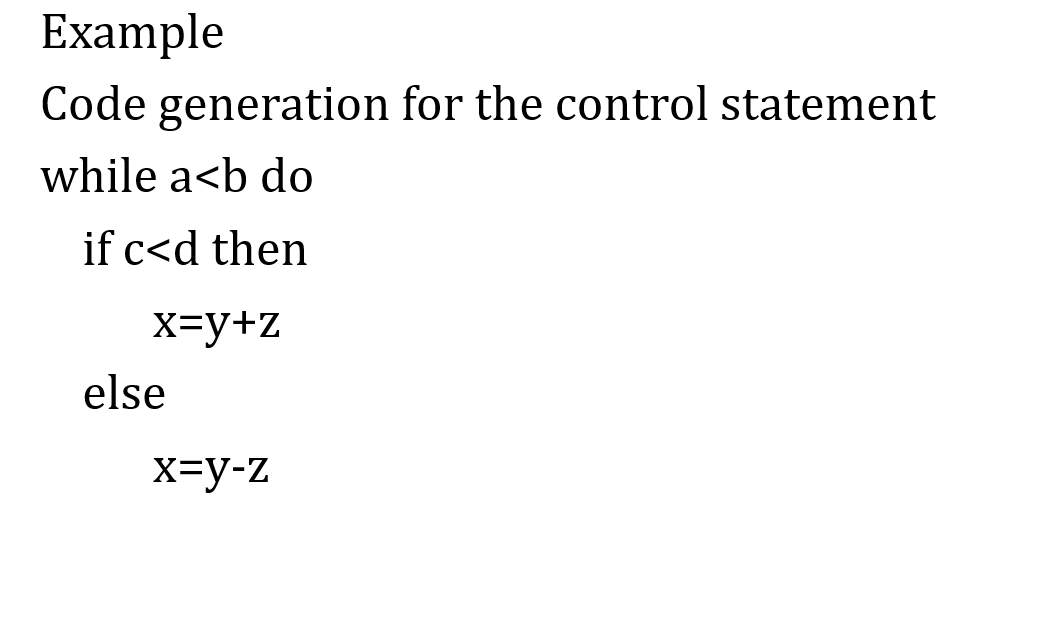 Example
Code generation for the control statement
while a<b do
if c<d then
x=y+z
else
x=y-z